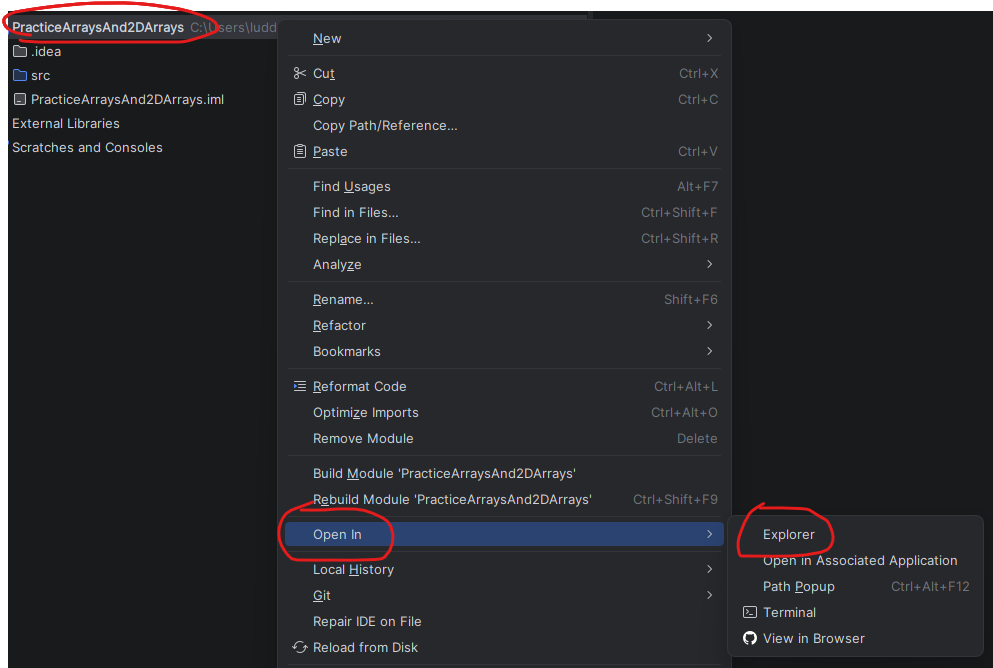 PracticeArraysAnd2DArrays C:\Users\ludd
.idea
src
PracticeArraysAnd2DArrays.iml
External Libraries
Scratches and Consoles
New
Cut Ctrl+X
Copy Ctrl+C
Copy Path/Reference...
Paste Ctrl+V
Find Usages Alt+F7
Find in Files... Ctrl+Shift+F
Replace in Files... Ctrl+Shift+R
Analyze
Rename... Shift+F6
Refactor
Bookmarks
Reformat Code Ctrl+Alt+L
Optimize Imports Ctrl+Alt+O
Remove Module Delete
Build Module 'PracticeArraysAnd2DArrays'
Rebuild Module 'PracticeArraysAnd2DArrays' Ctrl+Shift+F9
Open In
Local History
Git
Repair IDE on File
Reload from Disk
Explorer
Open in Associated Application
Path Popup Ctrl+Alt+F12
Terminal
View in Browser